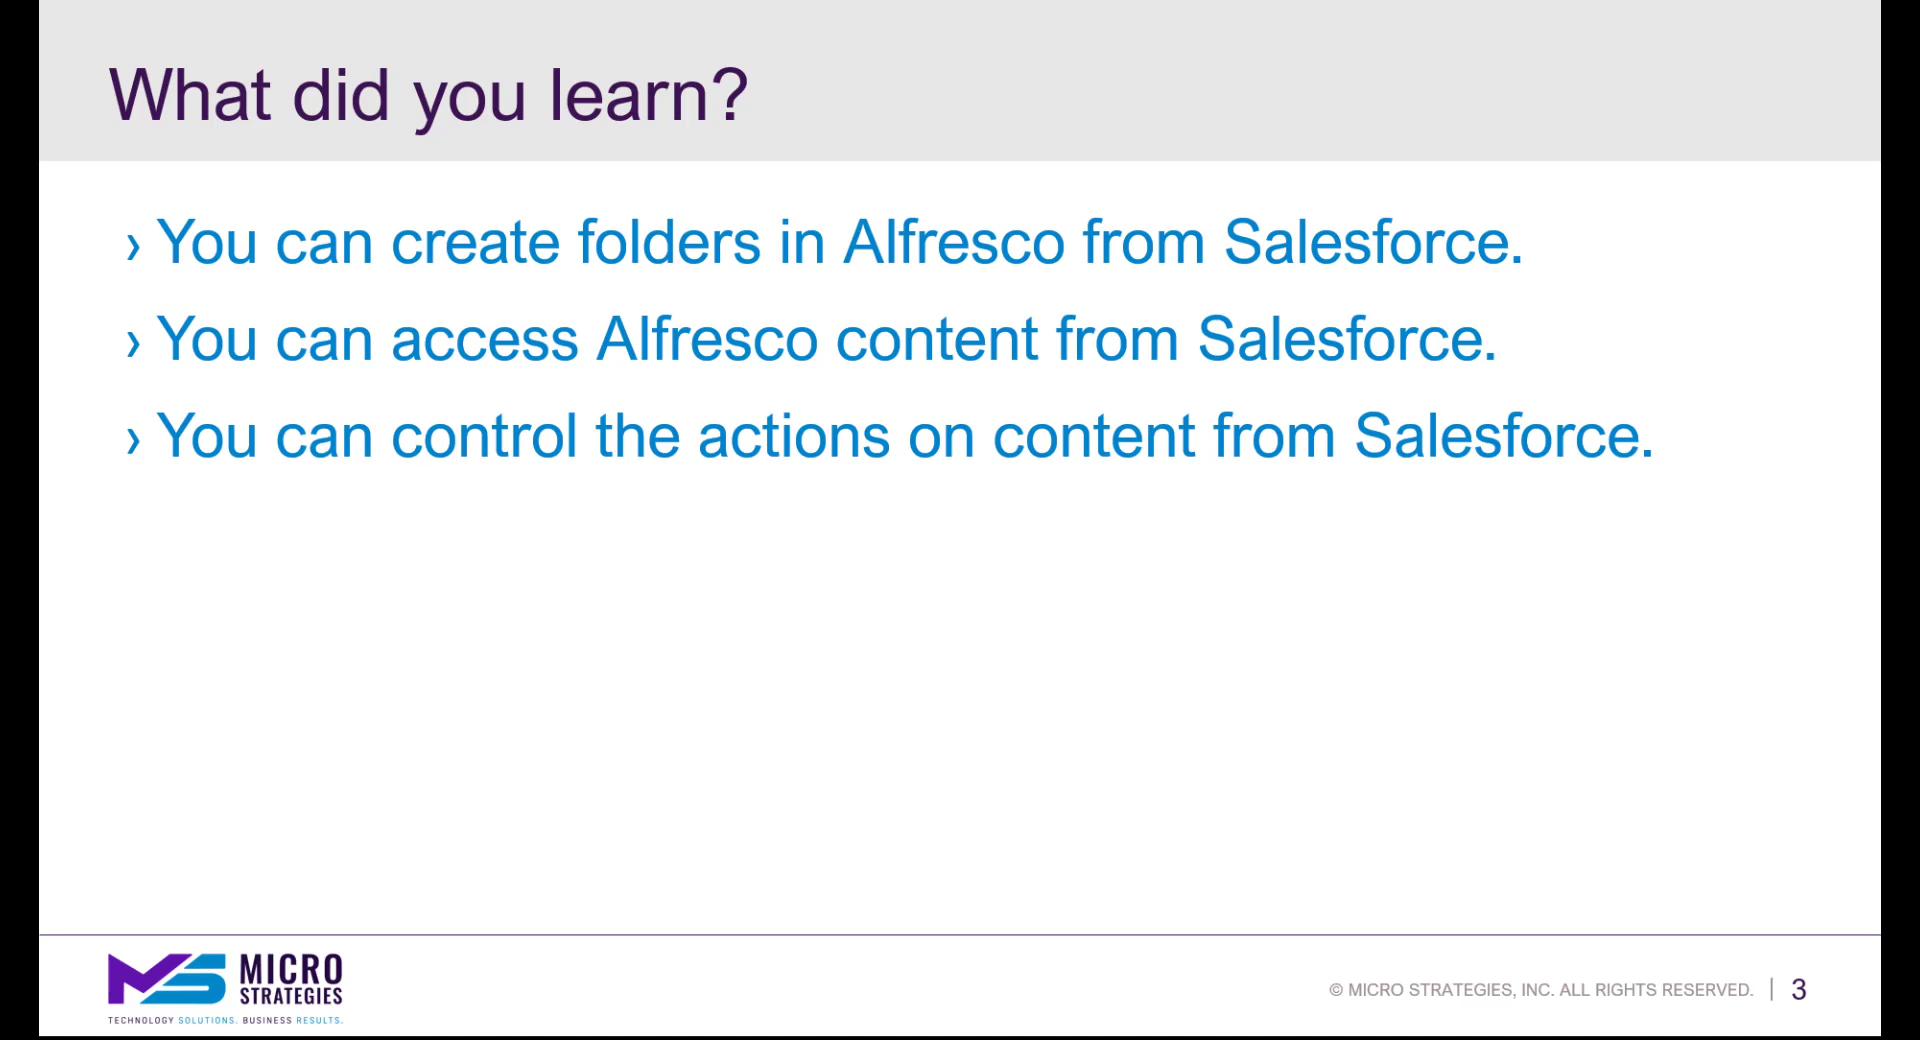 What did you learn?
› You can create folders in Alfresco from Salesforce.
› You can access Alfresco content from Salesforce.
› You can control the actions on content from Salesforce.
MS MICRO
STRATEGIES
TECHNOLOGY SOLUTIONS. BUSINESS RESULTS.
© MICRO STRATEGIES, INC. ALL RIGHTS RESERVED. | 3